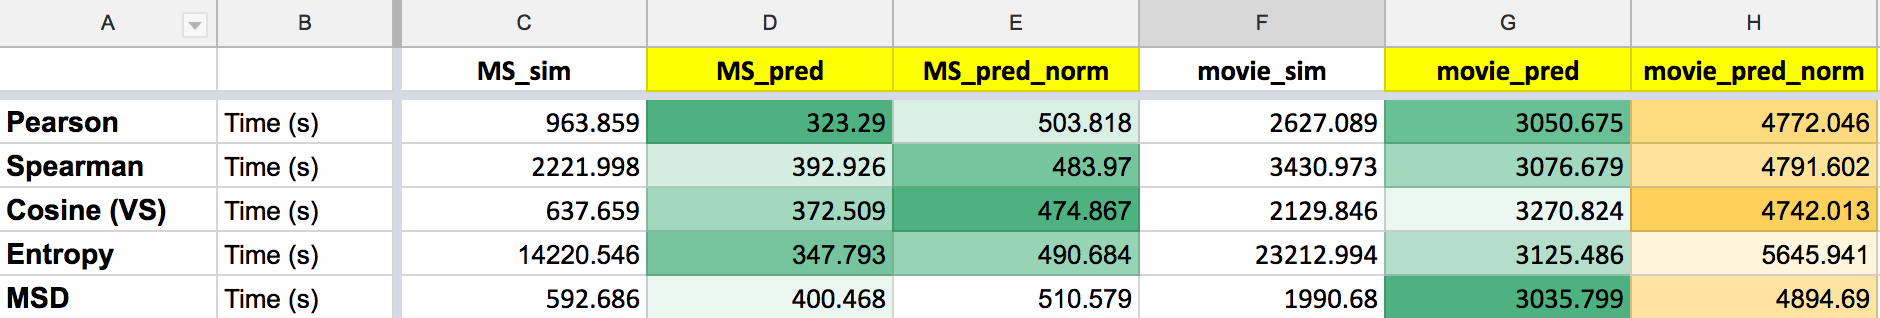 A B C D E F G H
MS_sim MS_pred MS_pred_norm movie_sim movie_pred movie_pred_norm
Pearson Time (s) 963.859 323.29 503.818 2627.089 3050.675 4772.046
Spearman Time (s) 2221.998 392.926 483.97 3430.973 3076.679 4791.602
Cosine (VS) Time (s) 637.659 372.509 474.867 2129.846 3270.824 4742.013
Entropy Time (s) 14220.546 347.793 490.684 23212.994 3125.486 5645.941
MSD Time (s) 592.686 400.468 510.579 1990.68 3035.799 4894.69